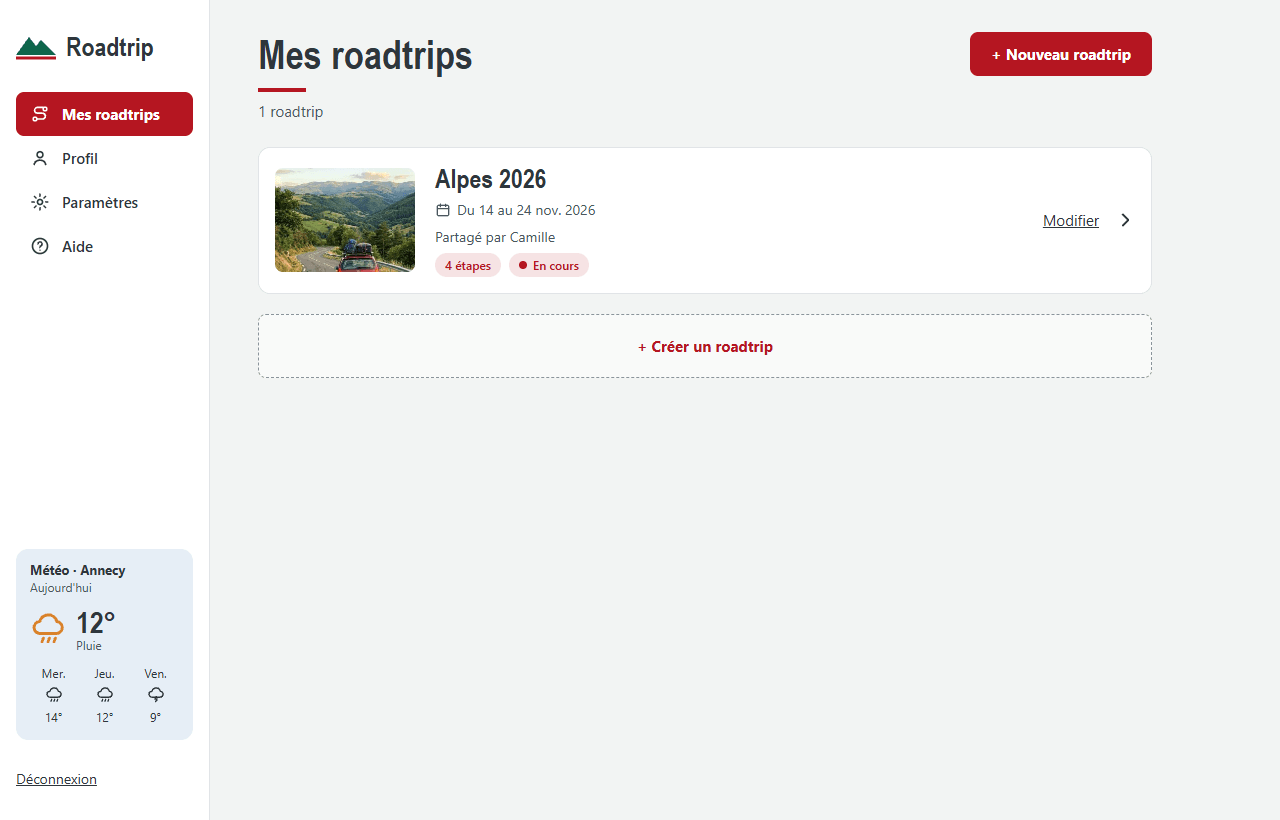 Roadtrip
Mes roadtrips
Profil
Paramètres
Aide
Météo · Annecy
Aujourd'hui
12°
Pluie
Mer. Jeu. Ven.
14° 12° 9°
Déconnexion
Mes roadtrips
+ Nouveau roadtrip
1 roadtrip
Alpes 2026
Du 14 au 24 nov. 2026
Partagé par Camille
4 étapes En cours
Modifier
+ Créer un roadtrip